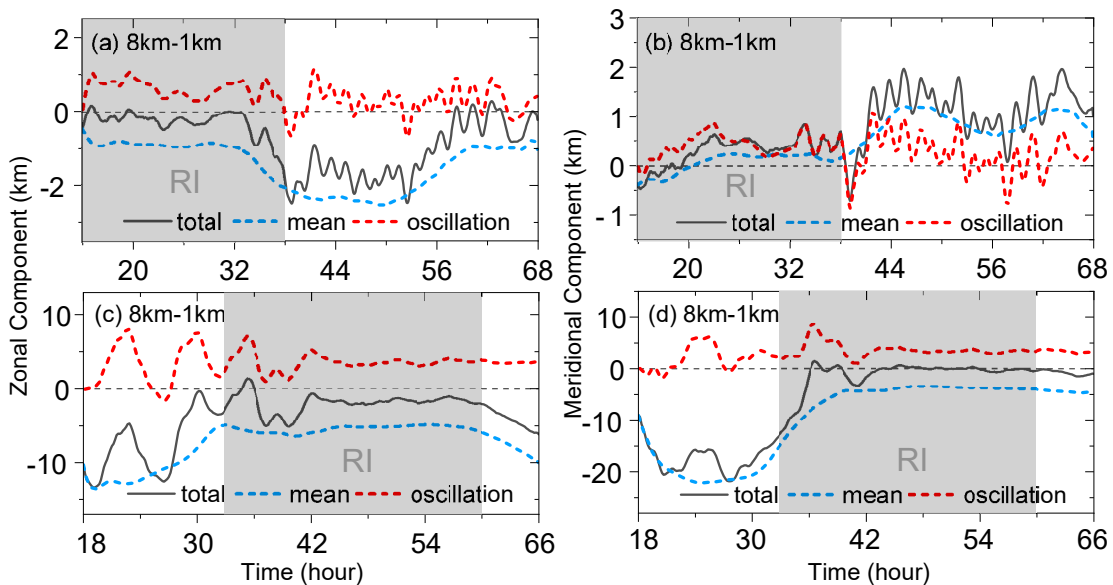 (a) 8km-1km
2
0
-2
RI
total mean oscillation
20 32 44 56 68
(b) 8km-1km
3
2
1
0
-1
RI
total mean oscillation
20 32 44 56 68
Zonal Component (km)
Meridional Component (km)
(c) 8km-1km
10
0
-10
RI
total mean oscillation
18 30 42 54 66
Time (hour)
(d) 8km-1km
10
0
-10
-20
RI
total mean oscillation
18 30 42 54 66
Time (hour)